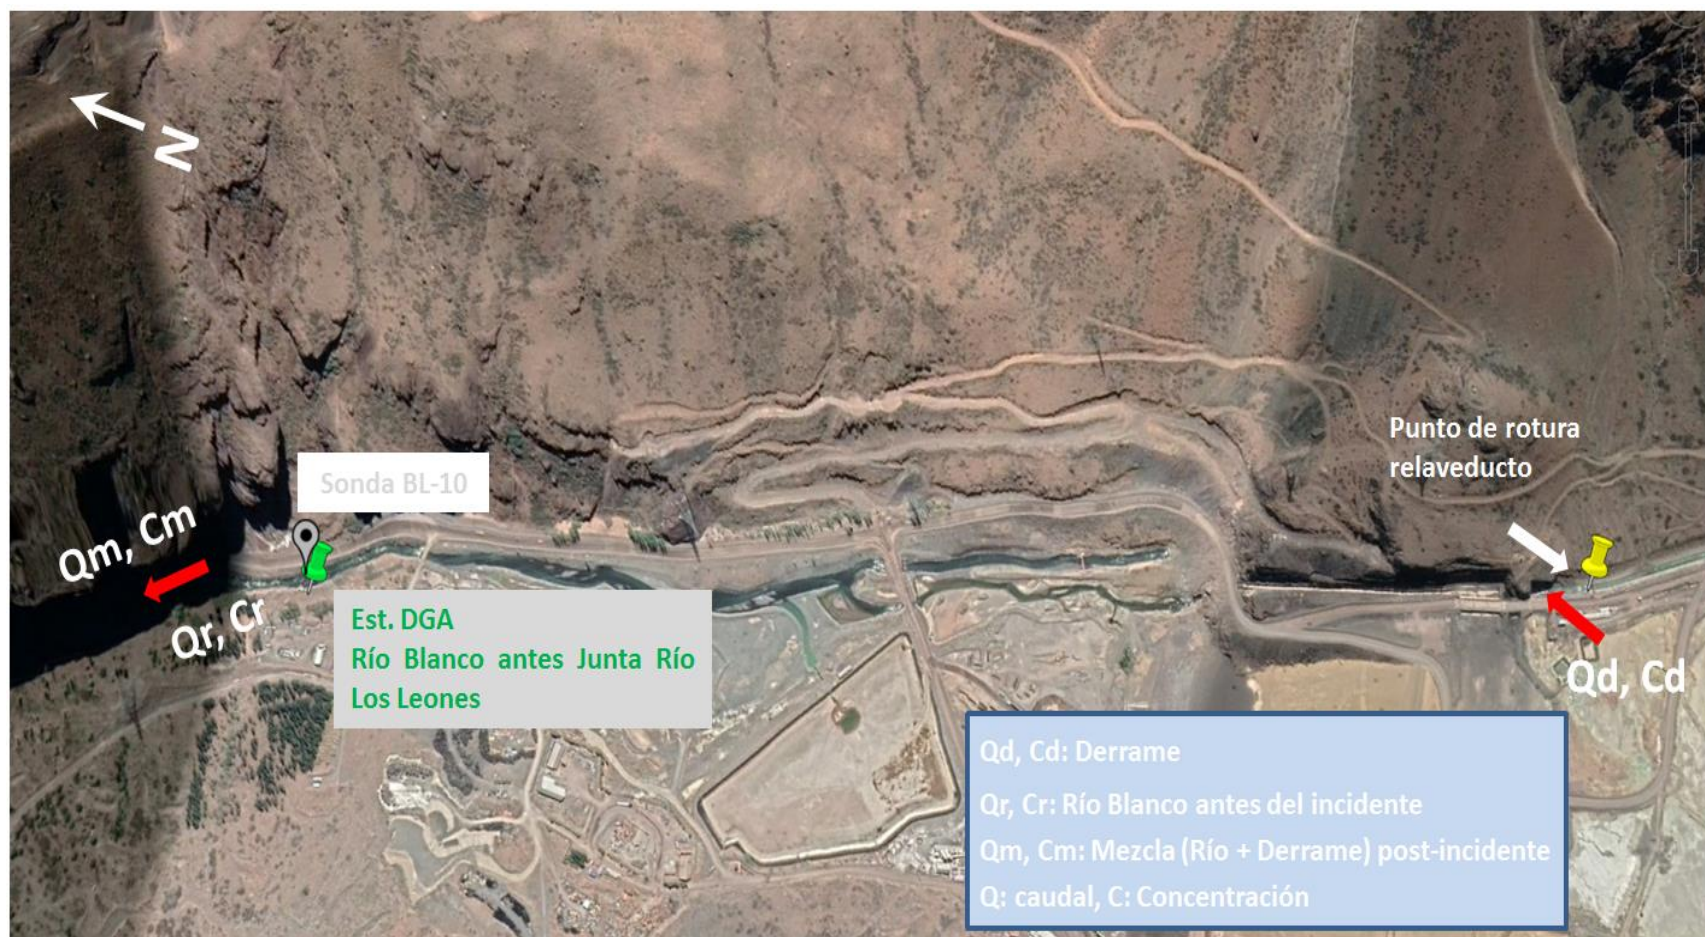 N
Punto de rotura
relaveducto
Sonda BL-10
Qm, Cm
Qr, Cr
Est. DGA
Río Blanco antes Junta Río
Los Leones
Qd, Cd
Qd, Cd: Derrame
Qr, Cr: Río Blanco antes del incidente
Qm, Cm: Mezcla (Río + Derrame) post-incidente
Q: caudal, C: Concentración